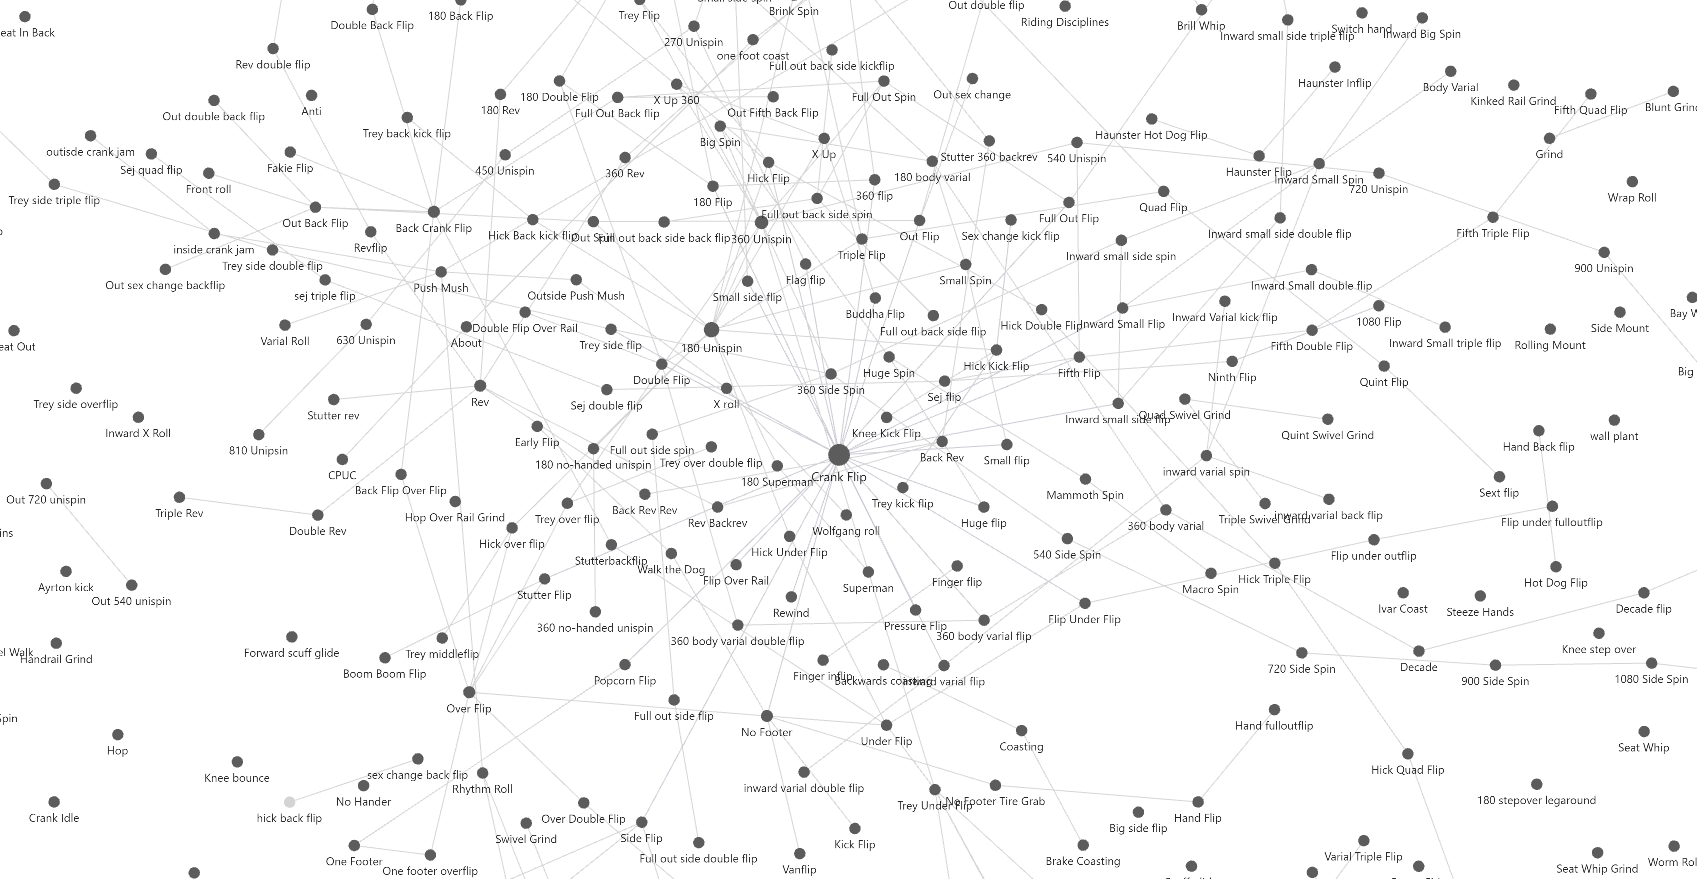 Small side spin
Out double flip
Trey Flip
Brink Spin
180 Back Flip
Riding Disciplines
Double Back Flip
Brill Whip
Switch hand
eat In Back
Inward small side triple flip
Inward Big Spin
270 Unispin
one foot coast
Rev double flip
Full out back side kickflip
Haunster Inflip
Body Varial
180 Double Flip
X Up 360
Full Out Spin
Out sex change
Kinked Rail Grind
180 Rev
Full Out Back flip
Out Fifth Back Flip
Fifth Quad Flip
Blunt Grin
Anti
Out double back flip
Trey back kick flip
Haunster Hot Dog Flip
Big Spin
outisde crank jam
X Up
Stutter 360 backrev
540 Unispin
Grind
Fakie Flip
Sej quad flip
450 Unispin
360 Rev
Hick Flip
180 body varial
Haunster Flip
Inward Small Spin
720 Unispin
Front roll
Trey side triple flip
180 Flip
360 flip
Wrap Roll
Quad Flip
Out Back Flip
Full out back side spin
Full Out Flip
Back Crank Flip
Hick Back kick flip
Out Spin
Full out back side back flip
360 Unispin
Out Flip
Sex change kick flip
Inward small side double flip
Fifth Triple Flip
inside crank jam
Revflip
Triple Flip
Inward small side spin
Trey side double flip
900 Unispin
Out sex change backflip
Push Mush
Flag flip
Small Spin
sej triple flip
Outside Push Mush
Small side flip
Inward Small double flip
Buddha Flip
Inward Varial kick flip
1080 Flip
Side Mount
Bay W
Varial Roll
630 Unispin
About
Double Flip Over Rail
Full out back side flip
Hick Double Flip
Inward Small Flip
eat Out
Trey side flip
180 Unispin
Fifth Double Flip
Inward Small triple flip
Rolling Mount
Double Flip
360 Side Spin
Huge Spin
Hick Kick Flip
Fifth Flip
Ninth Flip
Quint Flip
Big
Trey side overflip
Rev
Sej double flip
X roll
Sej flip
Stutter rev
Inward small side flip
Quad Swivel Grind
Inward X Roll
Knee Kick Flip
Quint Swivel Grind
wall plant
810 Unipsin
Early Flip
Full out side spin
Hand Back flip
CPUC
180 no-handed unispin
Trey over double flip
Back Rev
Small flip
inward varial spin
Back Flip Over Flip
180 Superman
Crank Flip
Mammoth Spin
Sext flip
Out 720 unispin
Triple Rev
Hop Over Rail Grind
Trey over flip
Back Rev Rev
Rev Backrev
Trey kick flip
Huge flip
360 body varial
Triple Swivel Grind
inward varial back flip
Flip under fulloutflip
ins
Double Rev
Hick over flip
Wolfgang roll
Stutterbackflip
Walk the Dog
Hick Under Flip
540 Side Spin
Flip under outflip
Flip Over Rail
Finger flip
Hick Triple Flip
Hot Dog Flip
Ayrton kick
Out 540 unispin
Stutter Flip
Superman
Macro Spin
Rewind
Ivar Coast
Steeze Hands
Decade flip
360 no-handed unispin
360 body varial double flip
Pressure Flip
360 body varial flip
Flip Under Flip
el Walk
Handrail Grind
Forward scuff glide
Trey middleflip
Knee step over
Boom Boom Flip
Popcorn Flip
Finger inflip
Backwards coasting
inward varial flip
720 Side Spin
Decade
900 Side Spin
1080 Side Spin
Over Flip
pin
Full out side flip
No Footer
Under Flip
Coasting
Hand fulloutflip
Hop
Seat Whip
Knee bounce
sex change back flip
Rhythm Roll
inward varial double flip
Hick Quad Flip
No Hander
Trey Under Flip
No Footer Tire Grab
180 stepover legaround
Crank Idle
hick back flip
Over Double Flip
Hand Flip
Big side flip
Swivel Grind
Side Flip
Kick Flip
One Footer
One footer overflip
Full out side double flip
Vanflip
Brake Coasting
Varial Triple Flip
Seat Whip Grind
Worm Rol